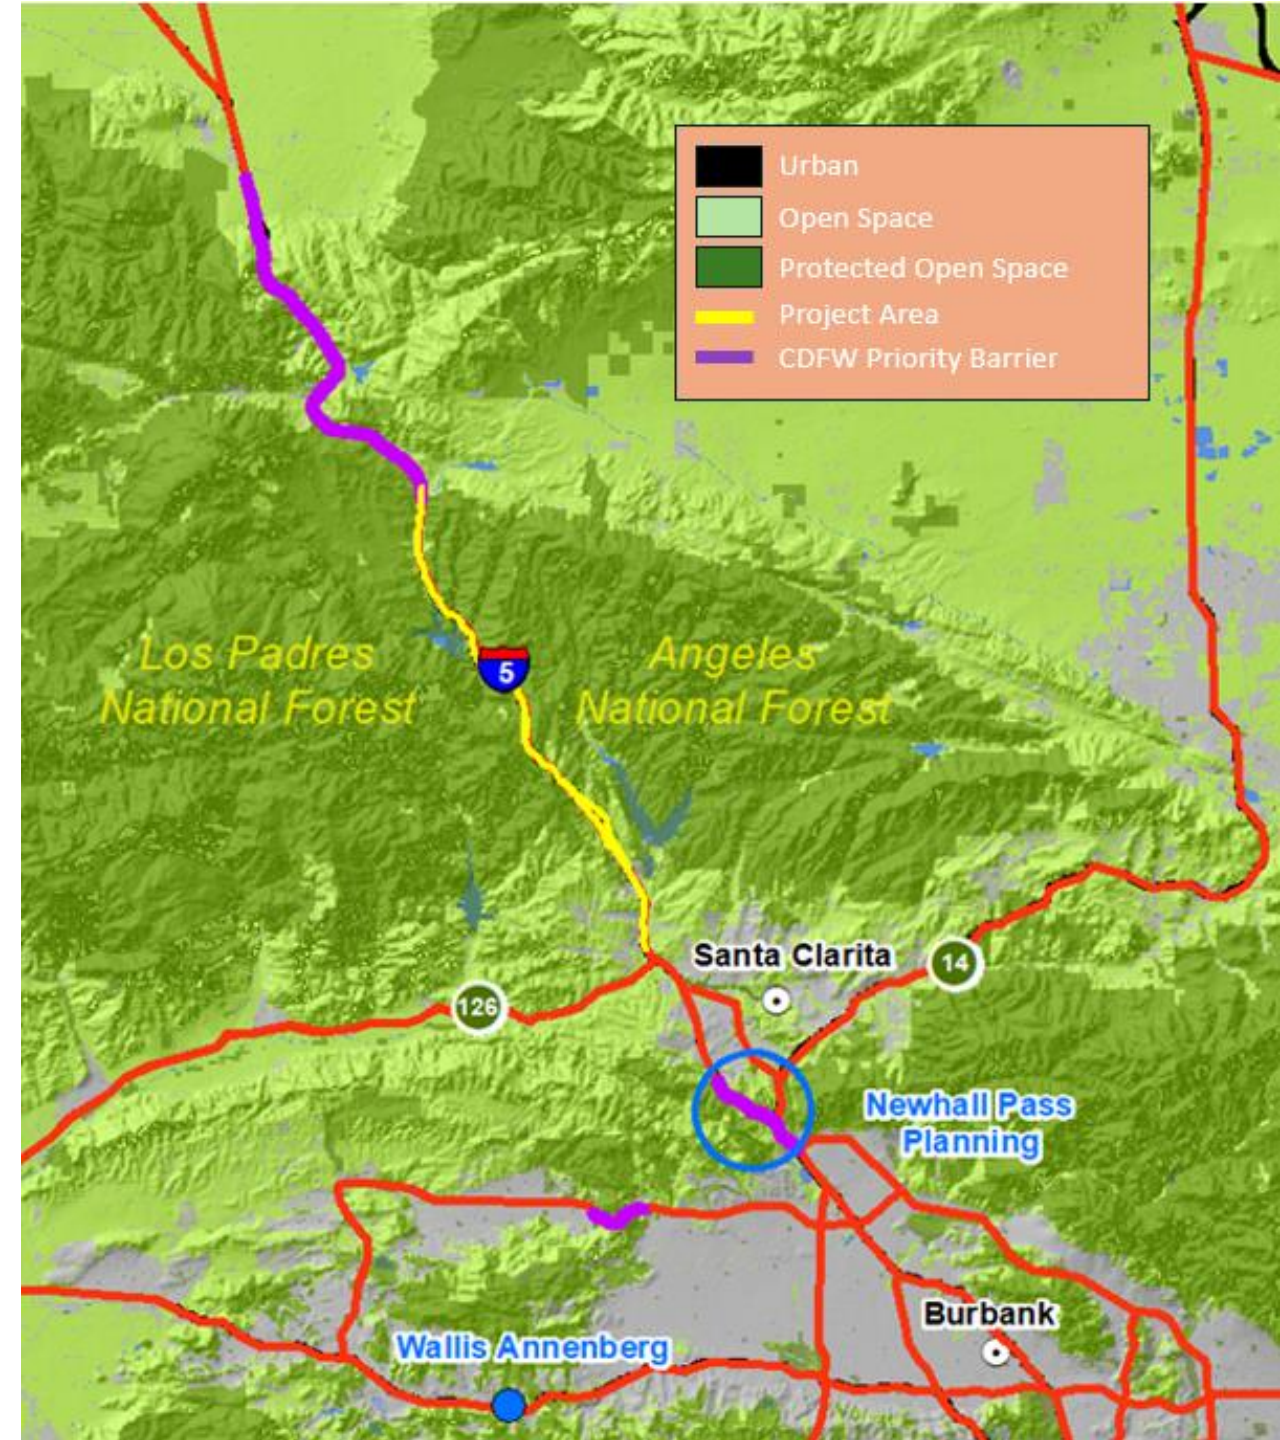 Urban
Open Space
Protected Open Space
Project Area
CDFW Priority Barrier
Los Padres
National Forest
5
Angeles
National Forest
Santa Clarita
14
126
Newhall Pass
Planning
Burbank
Wallis Annenberg